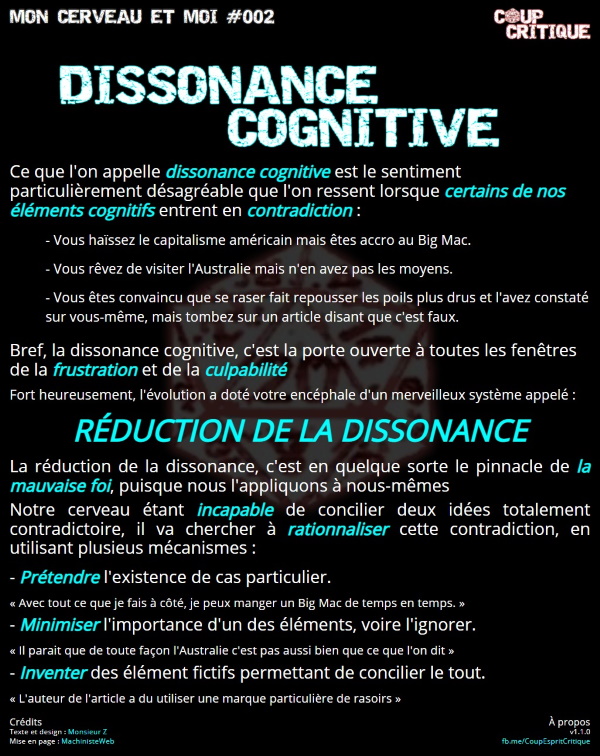 MON CERVEAU ET MOI #002
COUP
CRITIQUE
DISSONANCE
COGNITIVE
Ce que l'on appelle dissonance cognitive est le sentiment
particulièrement désagréable que l'on ressent lorsque certains de nos
éléments cognitifs entrent en contradiction :
- Vous haïssez le capitalisme américain mais êtes accro au Big Mac.
- Vous rêvez de visiter l'Australie mais n'en avez pas les moyens.
- Vous êtes convaincu que se raser fait repousser les poils plus drus et l'avez constaté
sur vous-même, mais tombez sur un article disant que c'est faux.
Bref, la dissonance cognitive, c'est la porte ouverte à toutes les fenêtres
de la frustration et de la culpabilité
Fort heureusement, l'évolution a doté votre encéphale d'un merveilleux système appelé :
RÉDUCTION DE LA DISSONANCE
La réduction de la dissonance, c'est en quelque sorte le pinnacle de la
mauvaise foi, puisque nous l'appliquons à nous-mêmes
Notre cerveau étant incapable de concilier deux idées totalement
contradictoire, il va chercher à rationnaliser cette contradiction, en
utilisant plusieus mécanismes :
- Prétendre l'existence de cas particulier.
« Avec tout ce que je fais à côté, je peux manger un Big Mac de temps en temps. »
- Minimiser l'importance d'un des éléments, voire l'ignorer.
« Il parait que de toute façon l'Australie c'est pas aussi bien que ce que l'on dit »
- Inventer des élément fictifs permettant de concilier le tout.
« L'auteur de l'article a du utiliser une marque particulière de rasoirs »
Crédits
Texte et design : Monsieur Z
Mise en page : MachinisteWeb
À propos
v1.1.0
fb.me/CoupEspritCritique